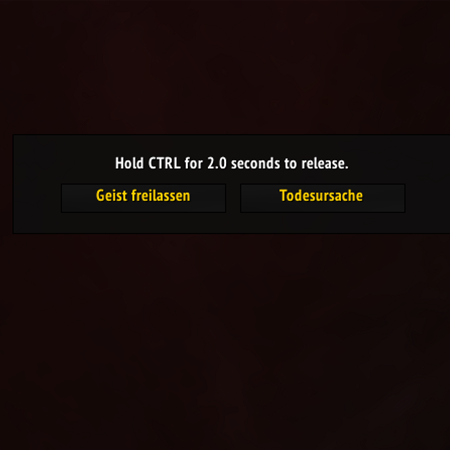 Hold CTRL for 2.0 seconds to release.
Geist freilassen Todesursache